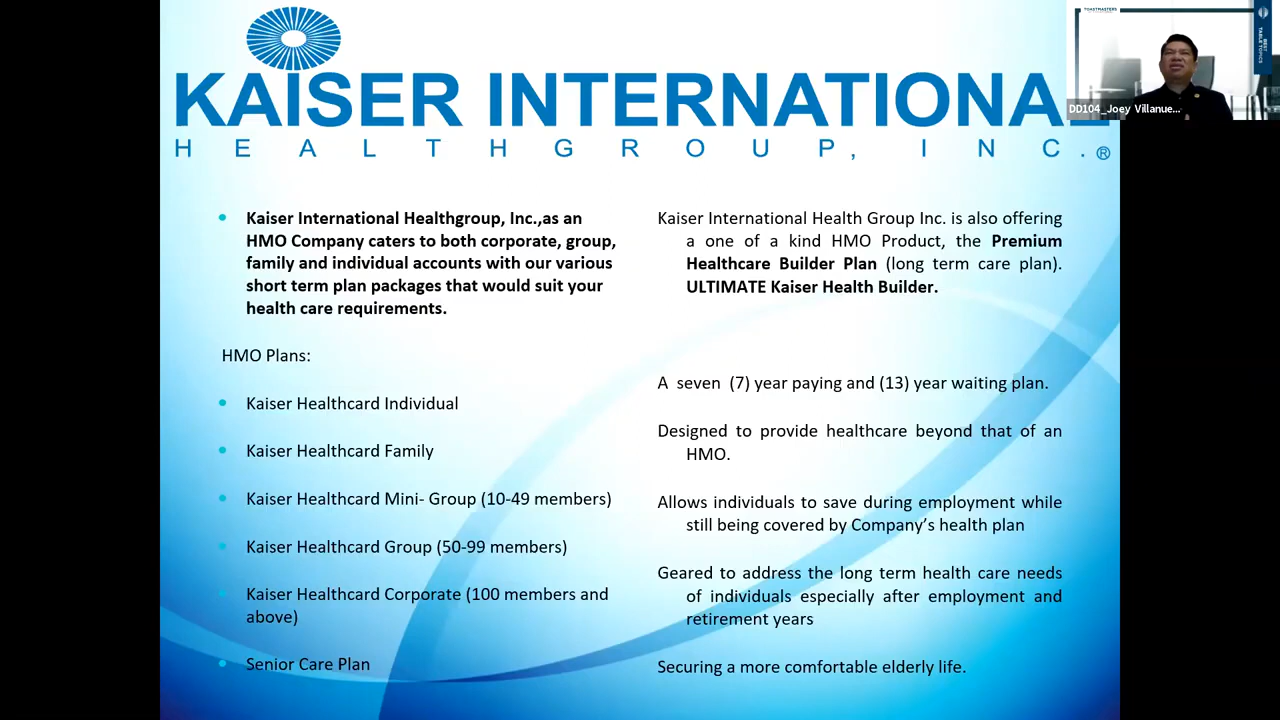 KAISER INTERNATIONAL
HEALTHGROUP, INC.®
Kaiser International Healthgroup, Inc.,as an
HMO Company caters to both corporate, group,
family and individual accounts with our various
short term plan packages that would suit your
health care requirements.
HMO Plans:
Kaiser Healthcard Individual
Kaiser Healthcard Family
Kaiser Healthcard Mini- Group (10-49 members)
Kaiser Healthcard Group (50-99 members)
Kaiser Healthcard Corporate (100 members and
above)
Senior Care Plan
Kaiser International Health Group Inc. is also offering
a one of a kind HMO Product, the Premium
Healthcare Builder Plan (long term care plan).
ULTIMATE Kaiser Health Builder.
A seven (7) year paying and (13) year waiting plan.
Designed to provide healthcare beyond that of an
HMO.
Allows individuals to save during employment while
still being covered by Company's health plan
Geared to address the long term health care needs
of individuals especially after employment and
retirement years
Securing a more comfortable elderly life.
TOASTMASTERS
BEST
TABLE TOPICS
DD104_Joey Villanue...